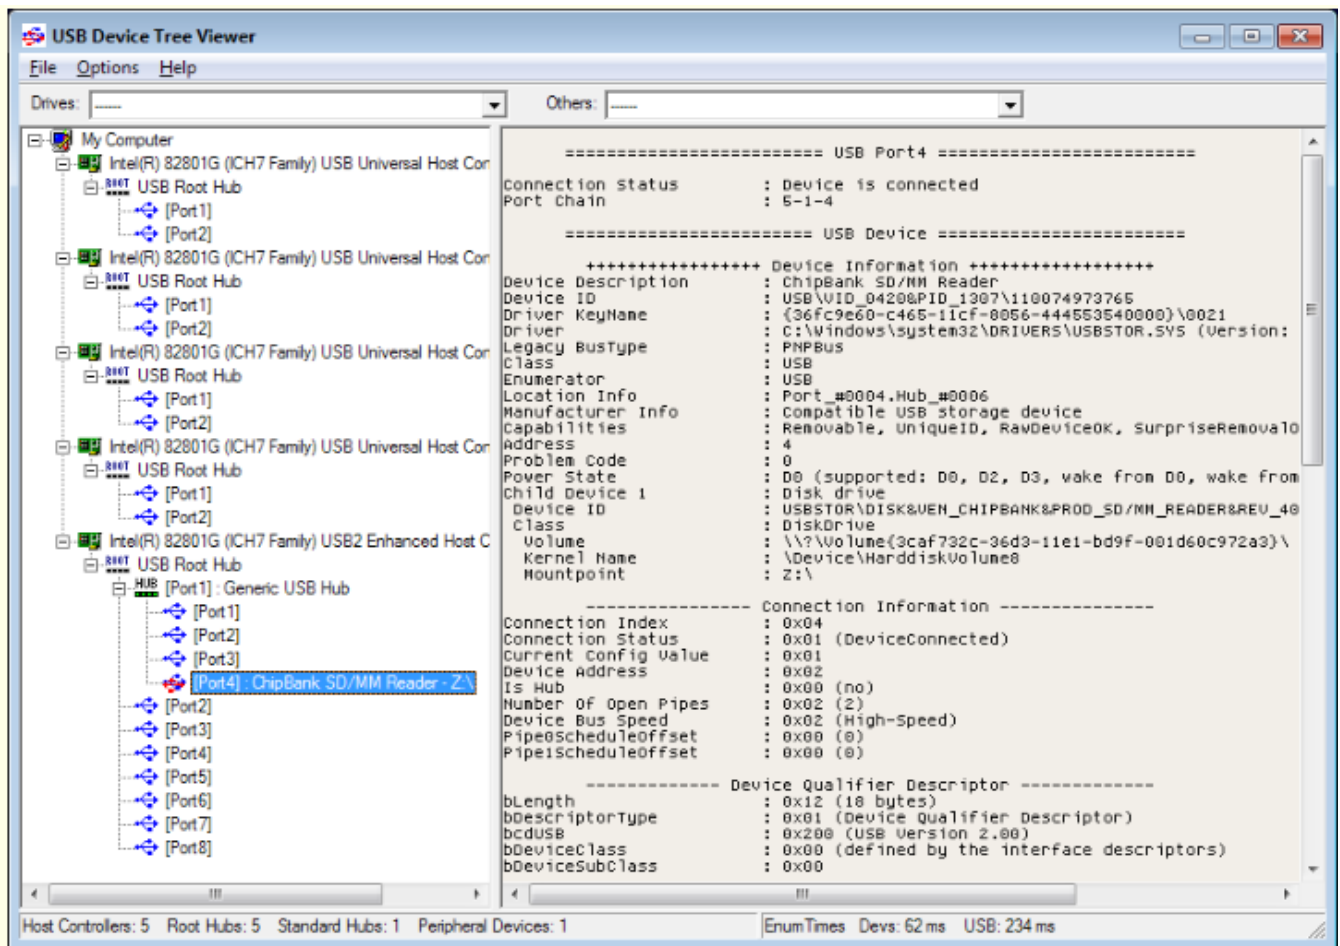 USB Device Tree Viewer
File Options Help
Drives: ------ Others: ------
My Computer
Intel(R) 82801G (ICH7 Family) USB Universal Host Con
USB Root Hub
[Port1]
[Port2]
Intel(R) 82801G (ICH7 Family) USB Universal Host Con
USB Root Hub
[Port1]
[Port2]
Intel(R) 82801G (ICH7 Family) USB Universal Host Con
USB Root Hub
[Port1]
[Port2]
Intel(R) 82801G (ICH7 Family) USB Universal Host Con
USB Root Hub
[Port1]
[Port2]
Intel(R) 82801G (ICH7 Family) USB2 Enhanced Host C
USB Root Hub
HUB [Port1] : Generic USB Hub
[Port1]
[Port2]
[Port3]
[Port4] : ChipBank SD/MM Reader - Z:\
[Port2]
[Port3]
[Port4]
[Port5]
[Port6]
[Port7]
[Port8]
========================= USB Port4 =========================
Connection Status : Device is connected
Port Chain : 5-1-4
======================== USB Device ========================
+++++++++++++++++ Device Information ++++++++++++++++++
Device Description : ChipBank SD/MM Reader
Device ID : USB\VID_0420&PID_1307\110074973765
Driver KeyName : {36fc9e60-c465-11cf-8056-444553540000}\0021
Driver : C:\Windows\system32\DRIVERS\USBSTOR.SYS (Version:
Legacy BusType : PNPBus
Class : USB
Enumerator : USB
Location Info : Port_#0004.Hub_#0006
Manufacturer Info : Compatible USB storage device
Capabilities : Removable, UniqueID, RawDeviceOK, SurpriseRemovalO
Address : 4
Problem Code : 0
Power State : D0 (supported: D0, D2, D3, wake from D0, wake from
Child Device 1 : Disk drive
Device ID : USBSTOR\DISK&VEN_CHIPBANK&PROD_SD/MM_READER&REV_40
Class : DiskDrive
Volume : \\?\Volume{3caf732c-36d3-11e1-bd9f-001d60c972a3}\
Kernel Name : \Device\HarddiskVolume8
Mountpoint : Z:\
---------------- Connection Information ---------------
Connection Index : 0x04
Connection Status : 0x01 (DeviceConnected)
Current Config Value : 0x01
Device Address : 0x02
Is Hub : 0x00 (no)
Number Of Open Pipes : 0x02 (2)
Device Bus Speed : 0x02 (High-Speed)
Pipe0ScheduleOffset : 0x00 (0)
Pipe1ScheduleOffset : 0x00 (0)
------------- Device Qualifier Descriptor -------------
bLength : 0x12 (18 bytes)
bDescriptorType : 0x01 (Device Qualifier Descriptor)
bcdUSB : 0x200 (USB Version 2.00)
bDeviceClass : 0x00 (defined by the interface descriptors)
bDeviceSubClass : 0x00
Host Controllers: 5 Root Hubs: 5 Standard Hubs: 1 Peripheral Devices: 1 EnumTimes Devs: 62 ms USB: 234 ms